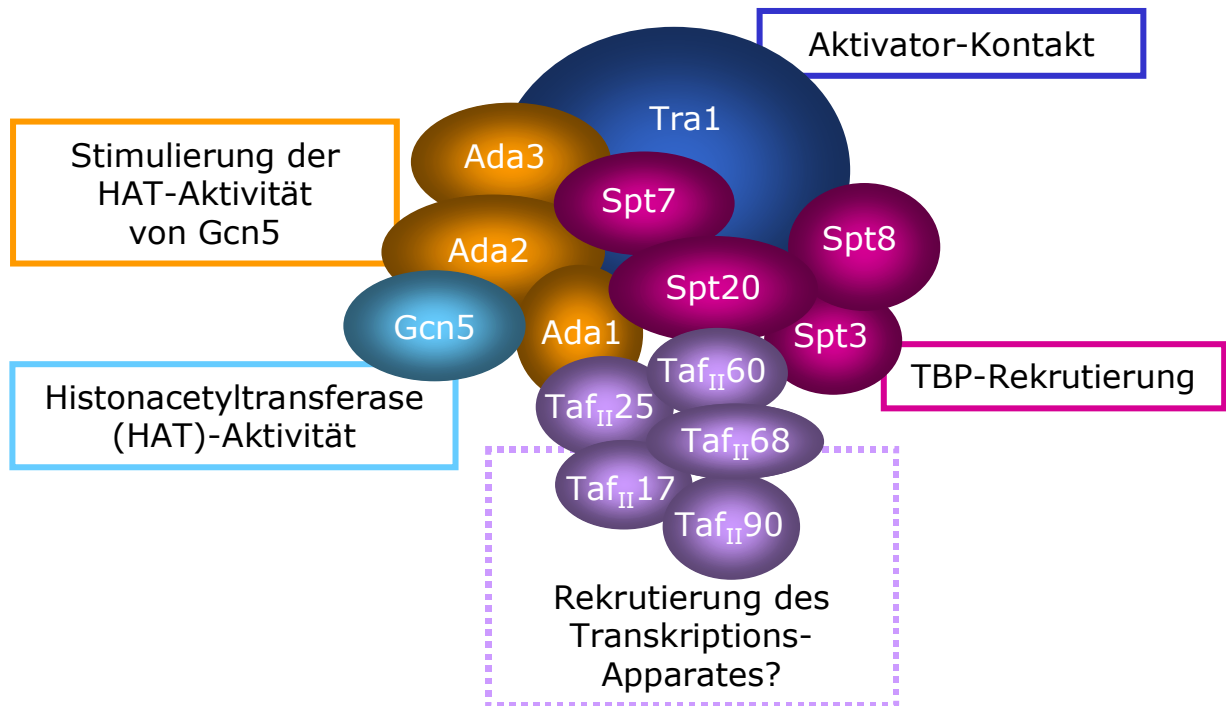 Aktivator-Kontakt
Tra1
Ada3
Stimulierung der
HAT-Aktivität
von Gcn5
Spt7
Spt8
Ada2
Spt20
Gcn5
Ada1
Spt3
TafII60
TBP-Rekrutierung
Histonacetyltransferase
(HAT)-Aktivität
TafII25
TafII68
TafII17
TafII90
Rekrutierung des
Transkriptions-
Apparates?